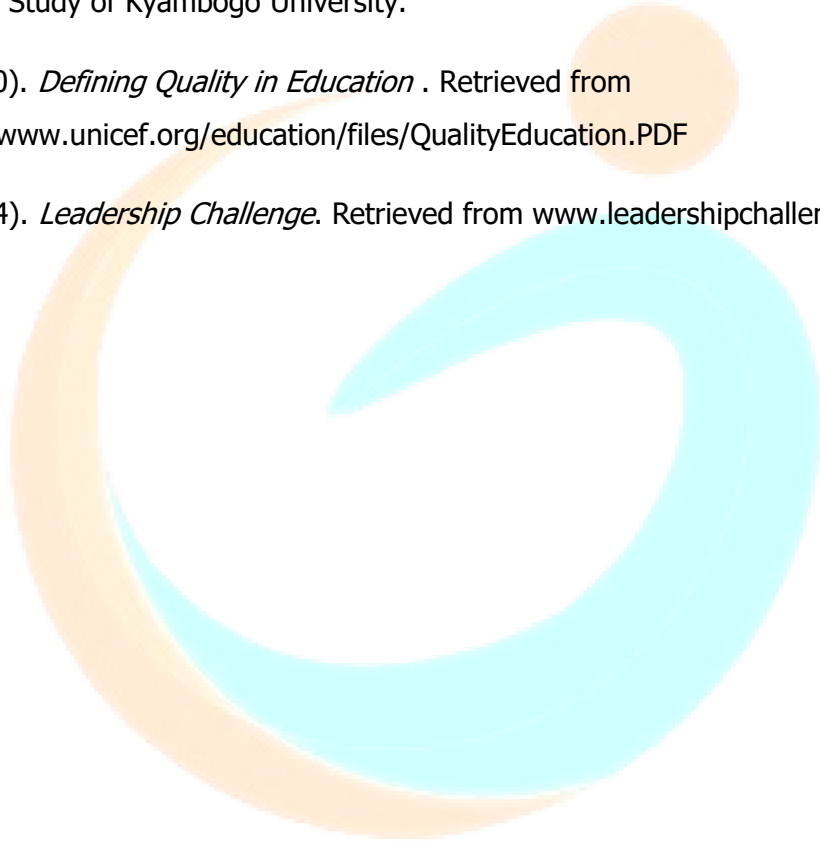 Study of Kyambogo University.
0). Defining Quality in Education . Retrieved from
www.unicef.org/education/files/QualityEducation.PDF
4). Leadership Challenge. Retrieved from www.leadershipchaller